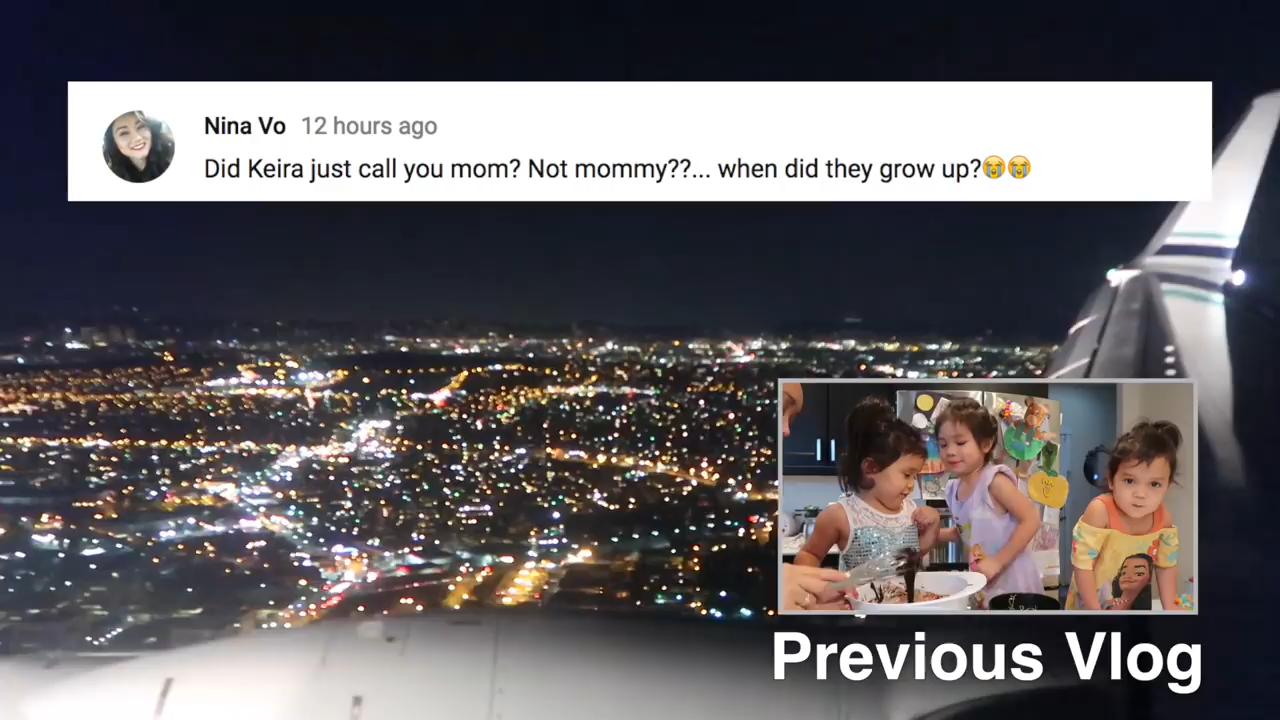 Nina Vo 12 hours ago
Did Keira just call you mom? Not mommy??... when did they grow up?😭😭
Previous Vlog